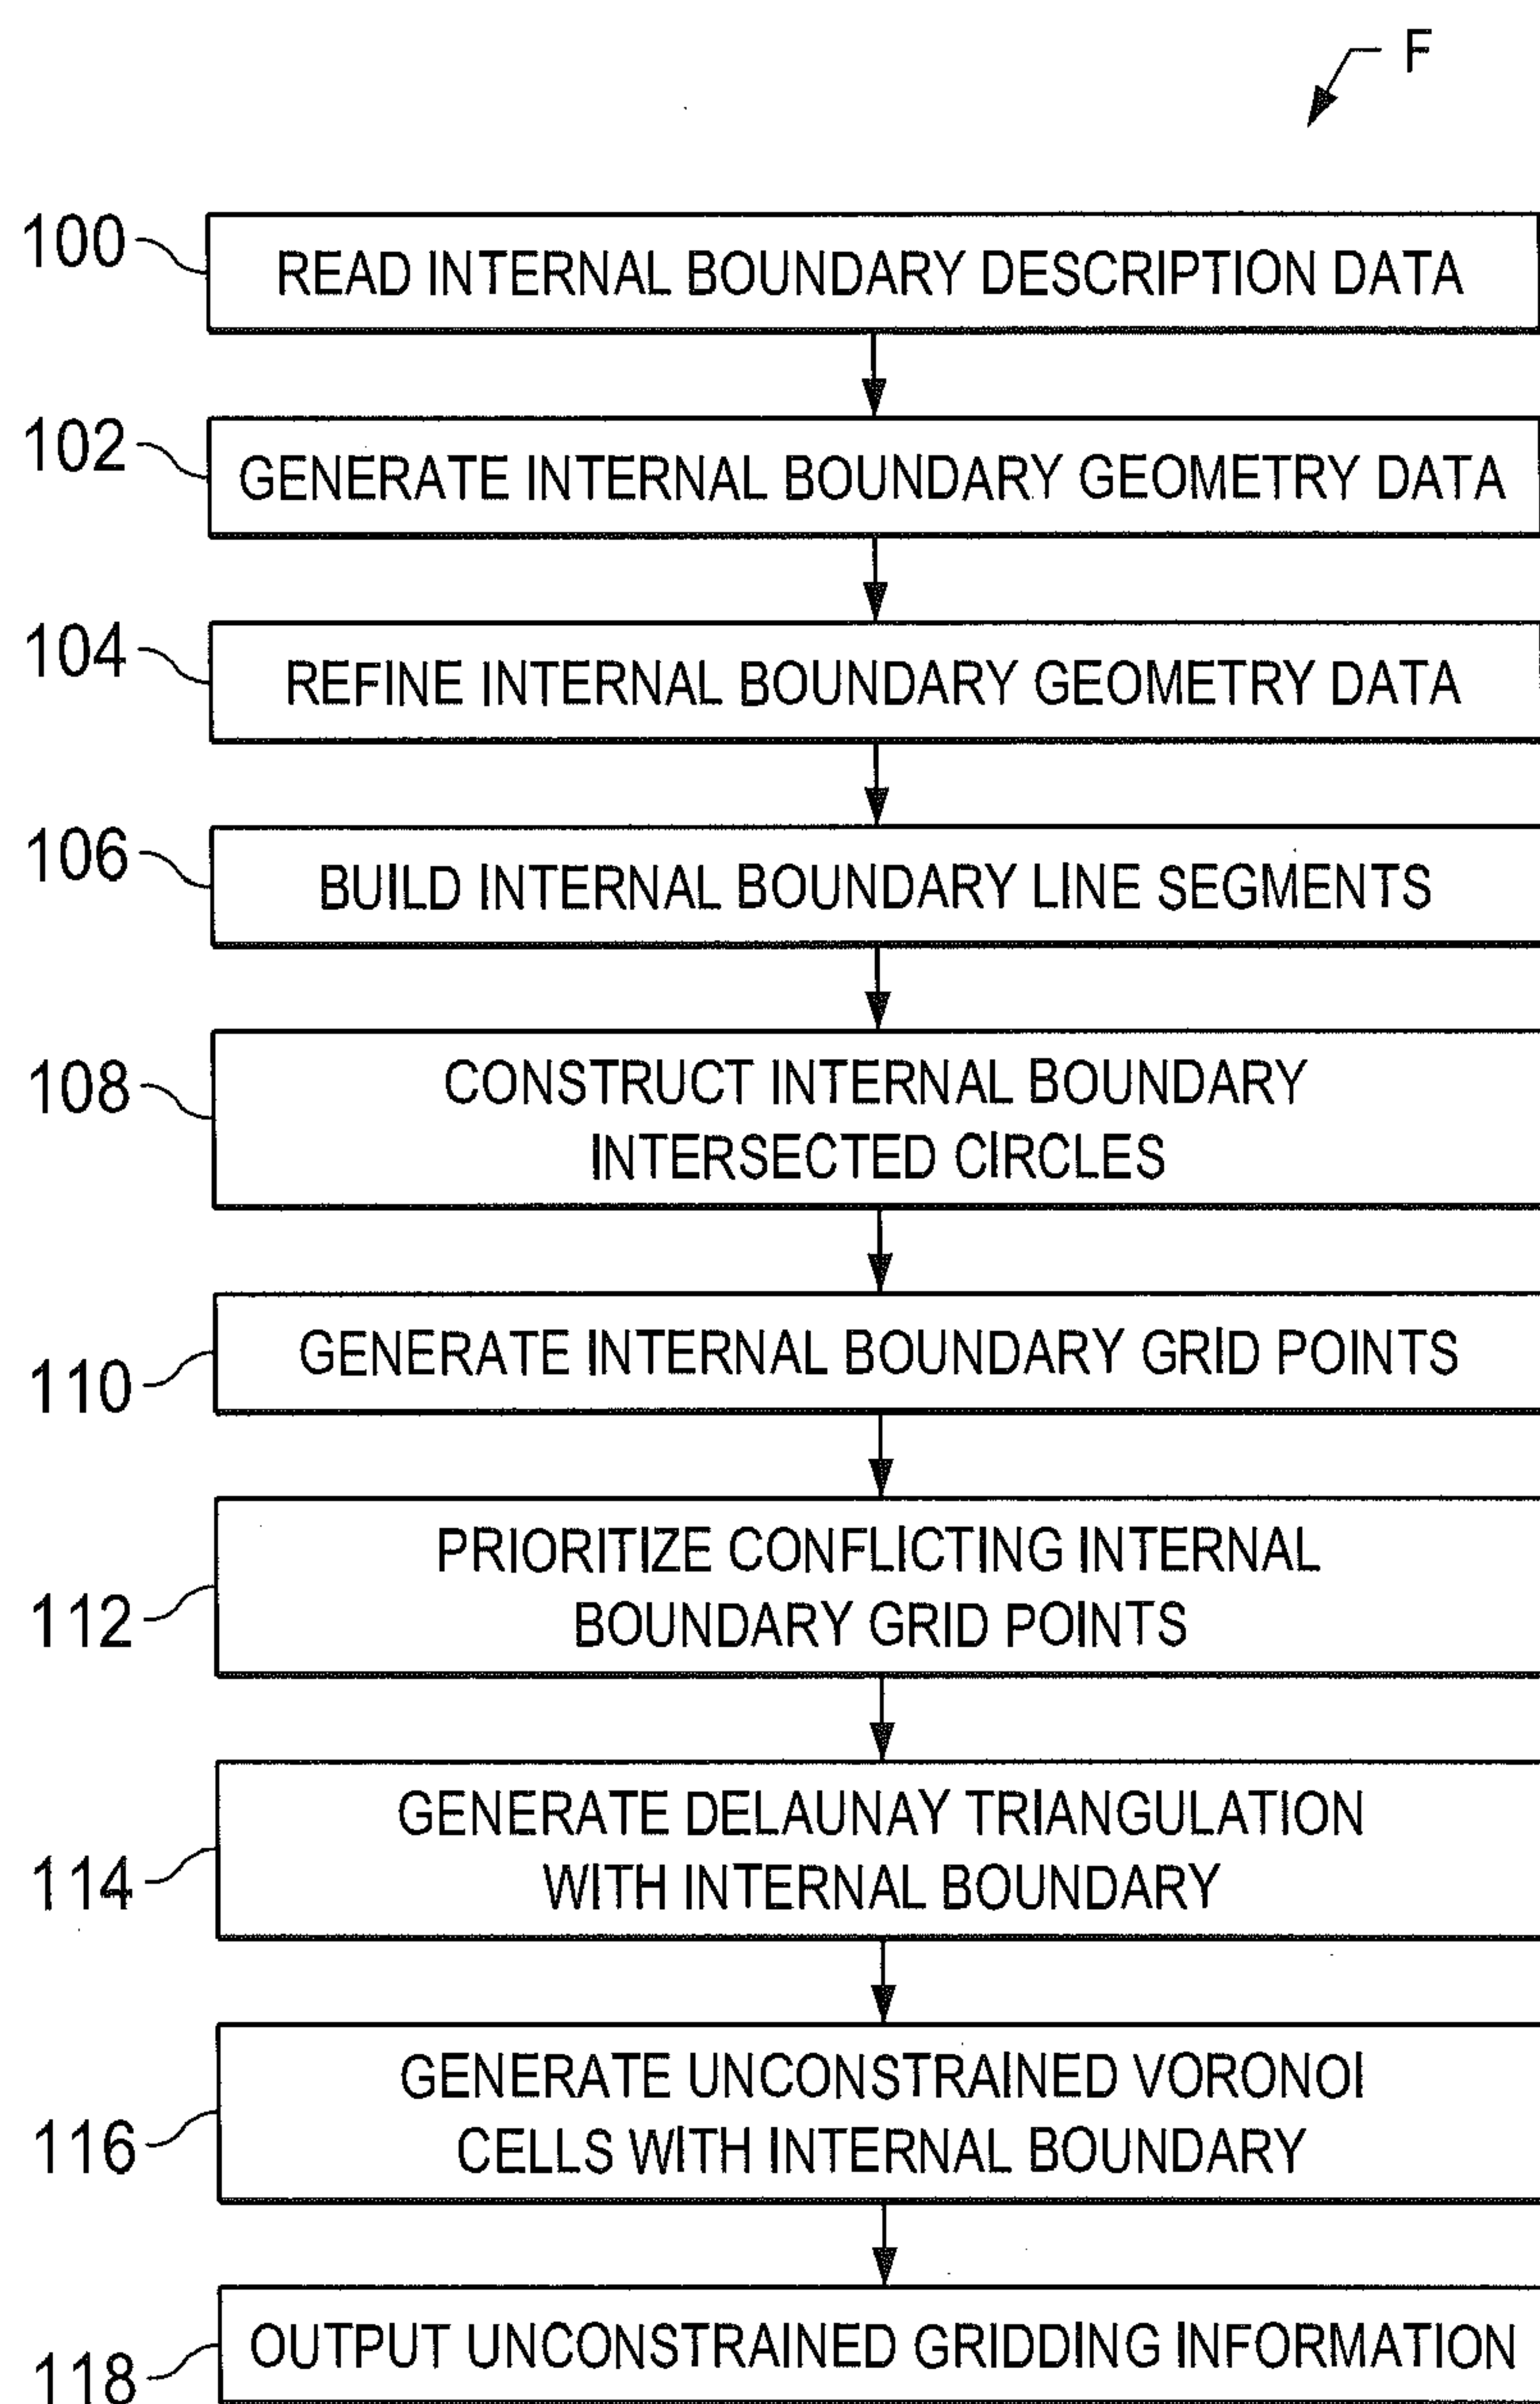 F
100
READ INTERNAL BOUNDARY DESCRIPTION DATA
102
GENERATE INTERNAL BOUNDARY GEOMETRY DATA
104
REFINE INTERNAL BOUNDARY GEOMETRY DATA
106
BUILD INTERNAL BOUNDARY LINE SEGMENTS
108
CONSTRUCT INTERNAL BOUNDARY
INTERSECTED CIRCLES
110
GENERATE INTERNAL BOUNDARY GRID POINTS
112
PRIORITIZE CONFLICTING INTERNAL
BOUNDARY GRID POINTS
114
GENERATE DELAUNAY TRIANGULATION
WITH INTERNAL BOUNDARY
116
GENERATE UNCONSTRAINED VORONOI
CELLS WITH INTERNAL BOUNDARY
118
OUTPUT UNCONSTRAINED GRIDDING INFORMATION